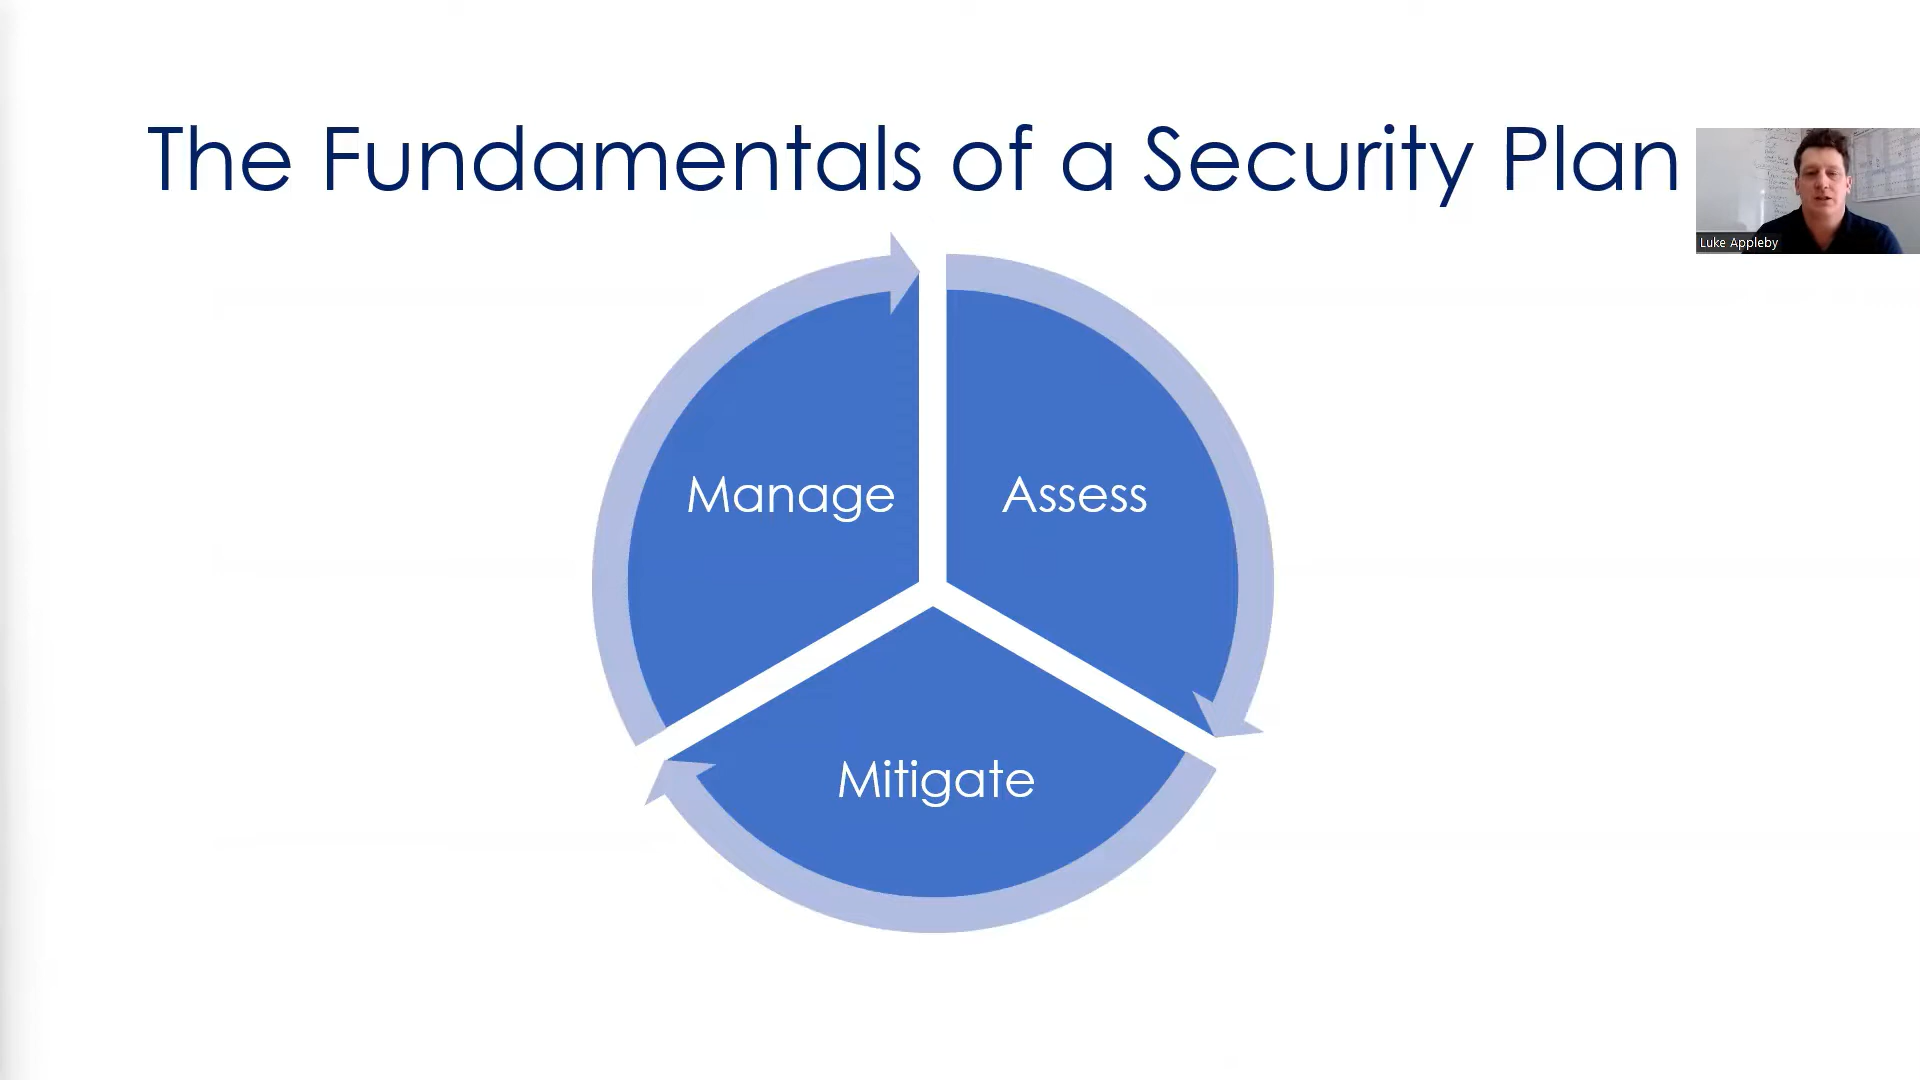 The Fundamentals of a Security Plan
Luke Appleby
Manage
Assess
Mitigate